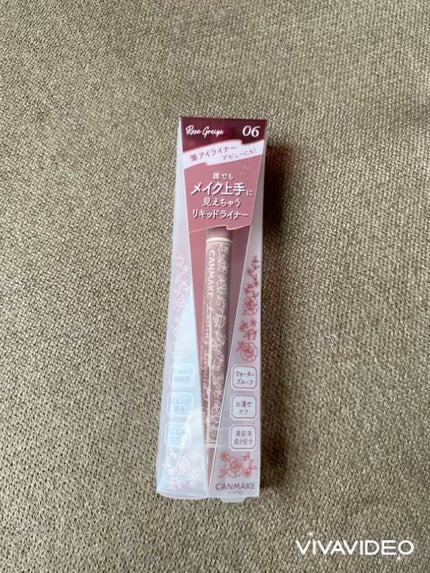 Rose Greige 06
筆アイライナー
デビューにも!
誰でも
メイク上手に
見えちゃう
リキッドライナー
CANMAKE Lasting Liquid
ウォーター
プルーフ
お湯で
オフ
美容液
成分配合
CANMAKE
TOKYO
VIVAVIDEO